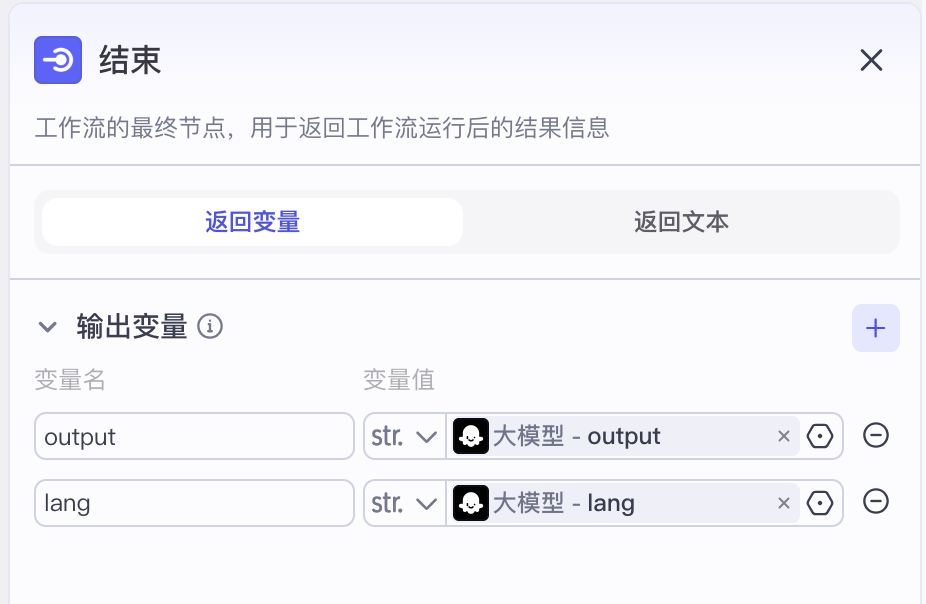 结束
工作流的最终节点，用于返回工作流运行后的结果信息
返回变量 返回文本
输出变量
变量名 变量值
output str. 大模型 - output
lang str. 大模型 - lang